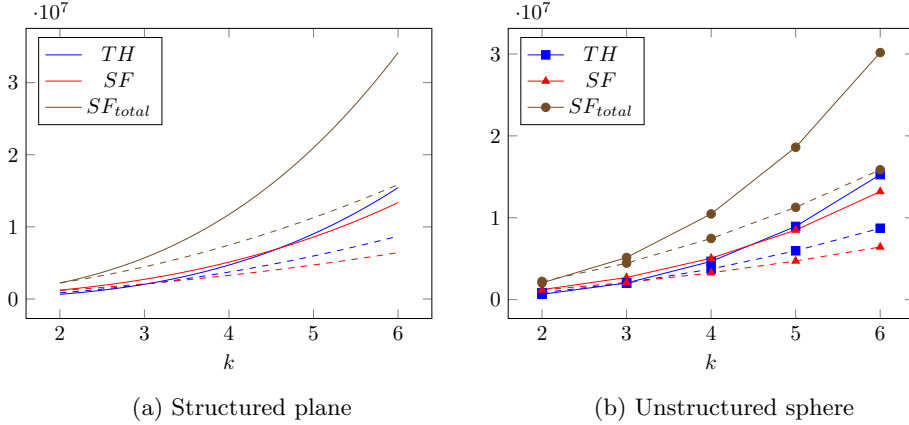 ·10⁷
·10⁷
TH
SF
SF_total
3
2
1
0
2
3
4
5
6
k
TH
SF
SF_total
3
2
1
0
2
3
4
5
6
k
(a) Structured plane
(b) Unstructured sphere